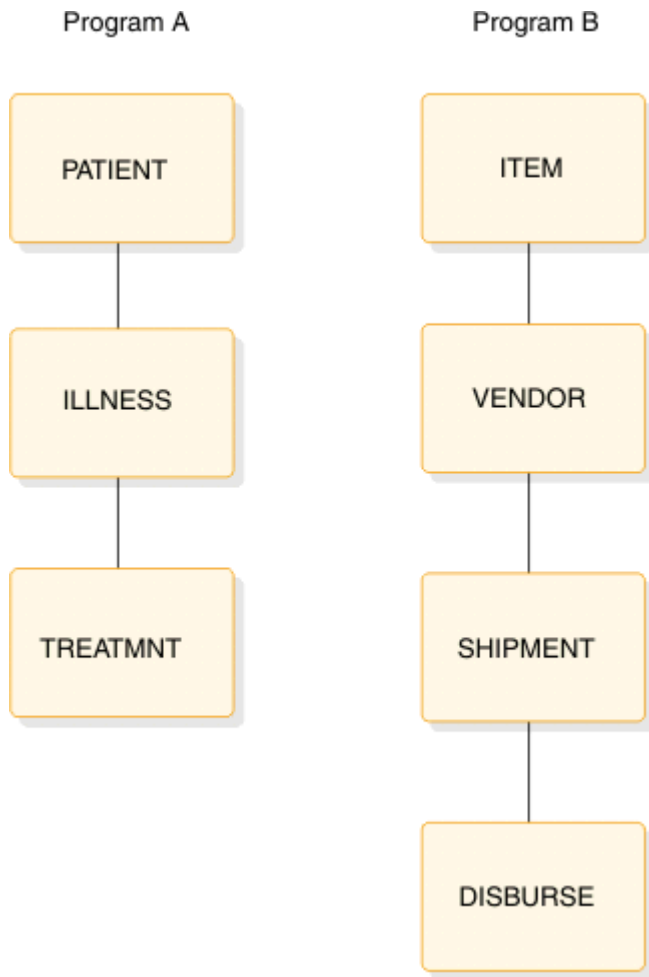 Program A
Program B
PATIENT
ITEM
ILLNESS
VENDOR
TREATMNT
SHIPMENT
DISBURSE